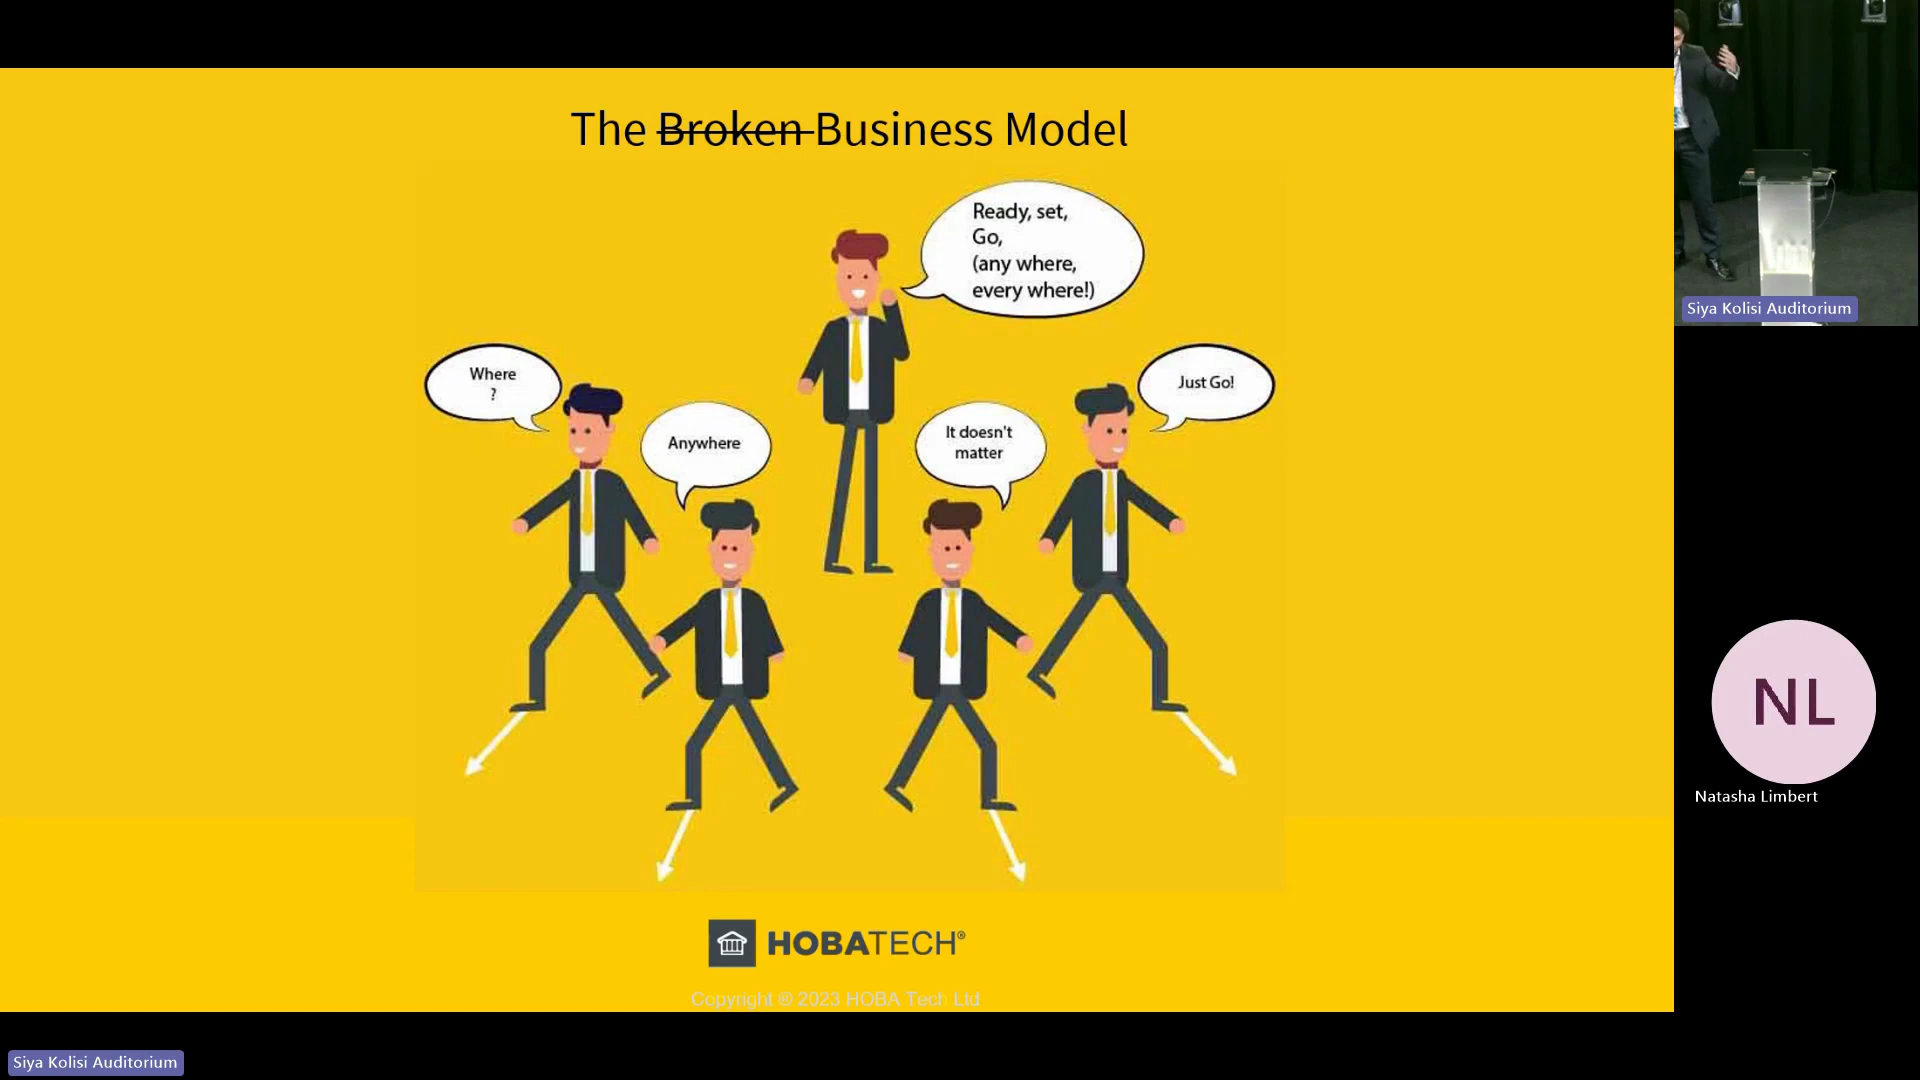 The Broken Business Model
Ready, set,
Go,
(any where,
every where!)
Where
?
Anywhere
It doesn't
matter
Just Go!
HOBATECH®
Copyright ® 2023 HOBA Tech Ltd
Siya Kolisi Auditorium
NL
Natasha Limbert
Siya Kolisi Auditorium